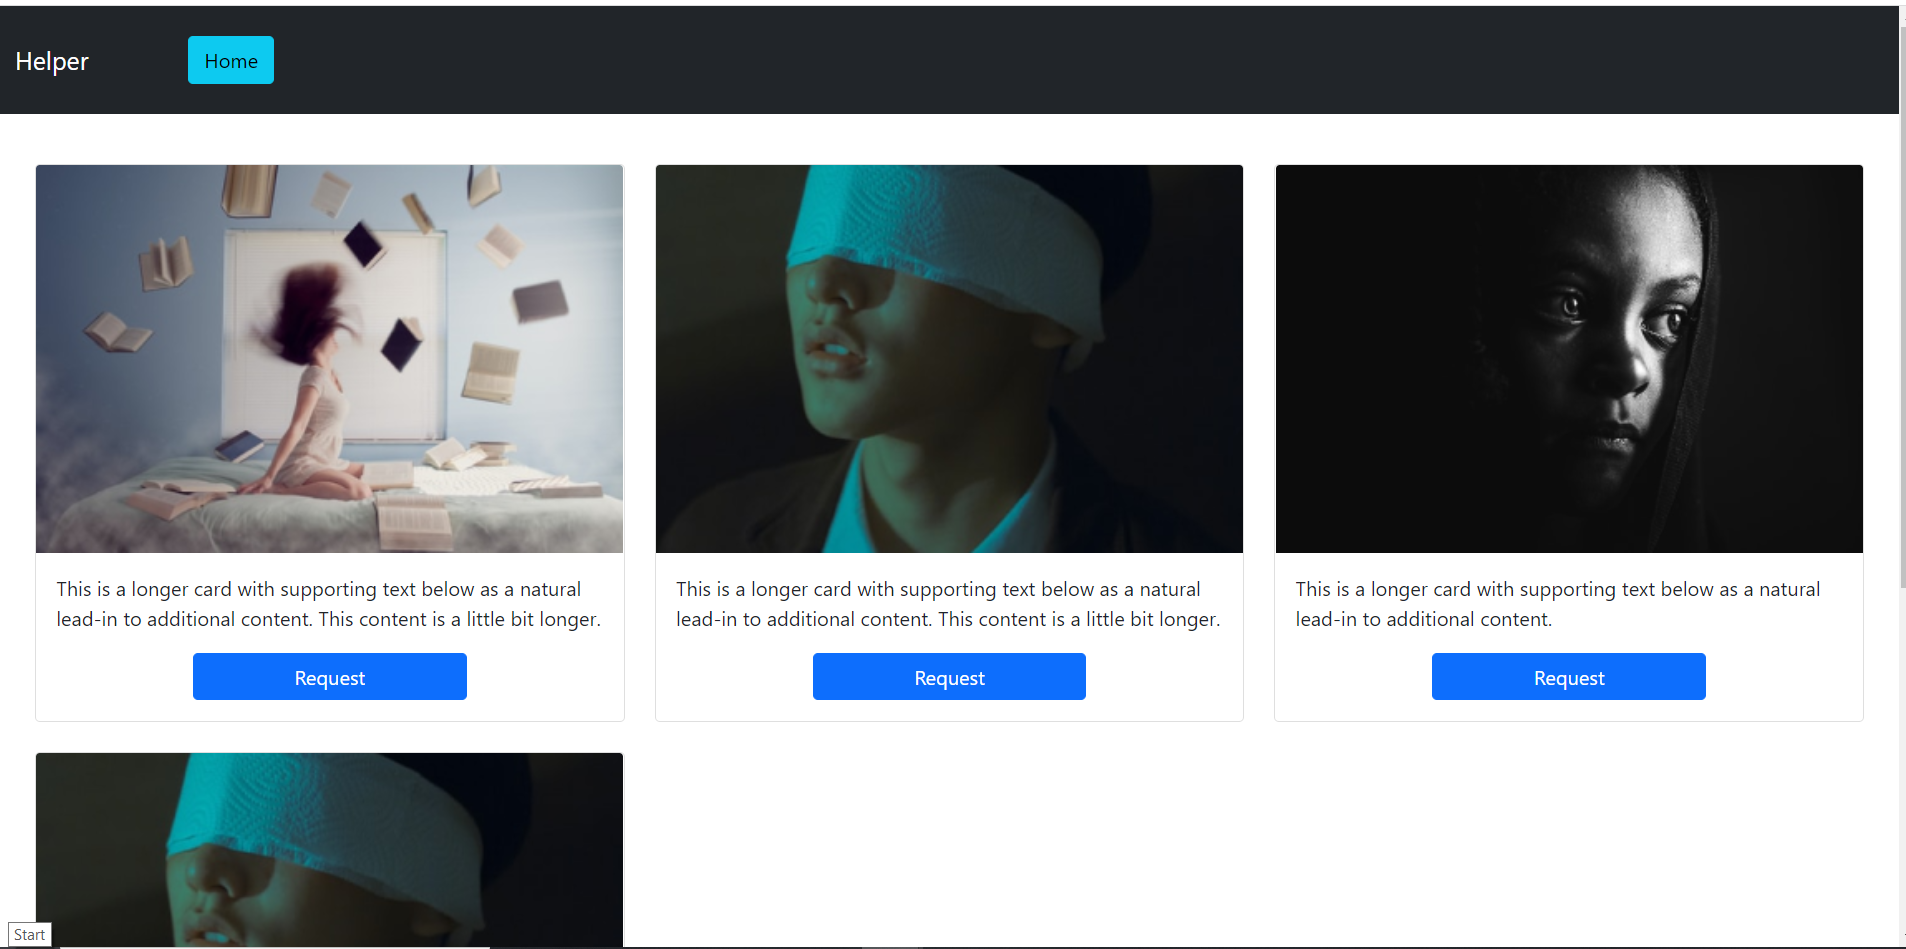 Helper
Home
This is a longer card with supporting text below as a natural
lead-in to additional content. This content is a little bit longer.
Request
This is a longer card with supporting text below as a natural
lead-in to additional content. This content is a little bit longer.
Request
This is a longer card with supporting text below as a natural
lead-in to additional content.
Request
Start